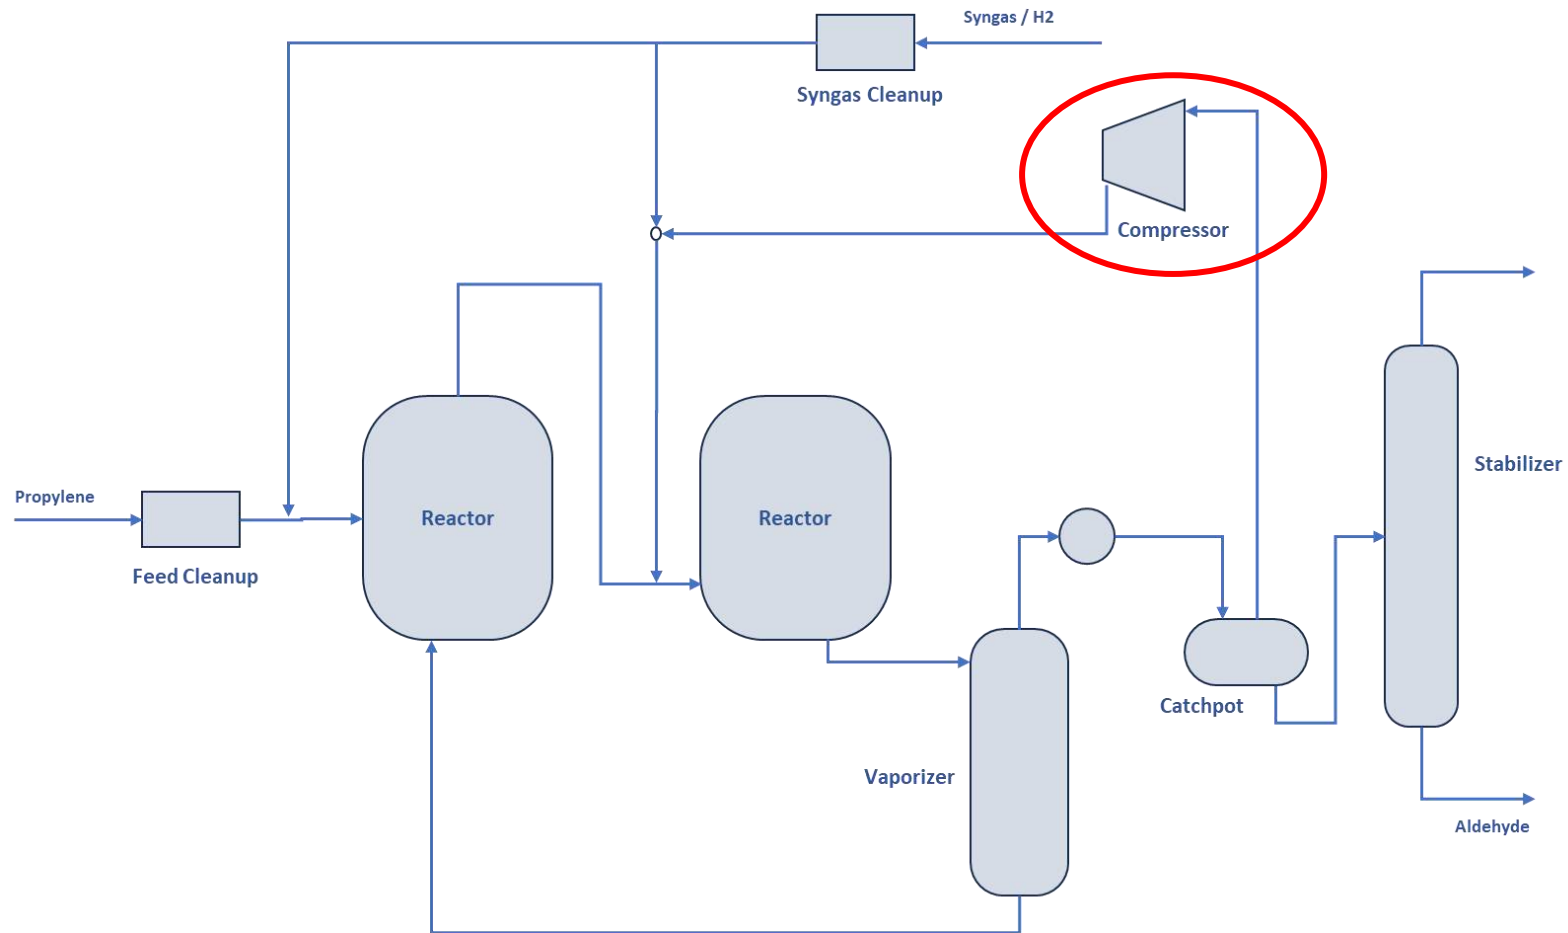 Syngas / H2
Syngas Cleanup
Compressor
Stabilizer
Propylene
Reactor
Reactor
Feed Cleanup
Catchpot
Vaporizer
Aldehyde